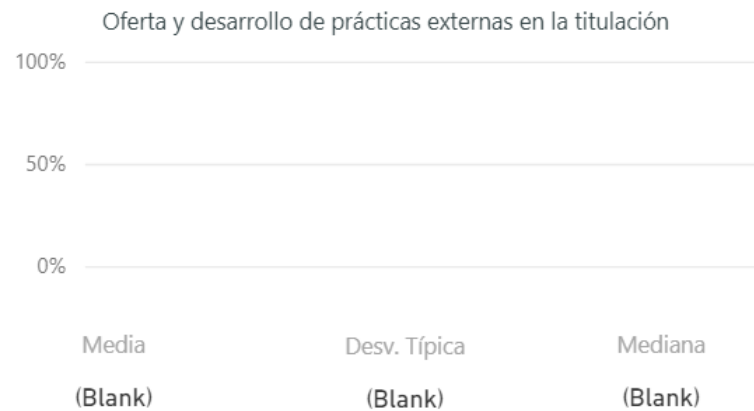 Oferta y desarrollo de prácticas externas en la titulación
100%
50%
0%
Media Desv. Típica Mediana
(Blank) (Blank) (Blank)